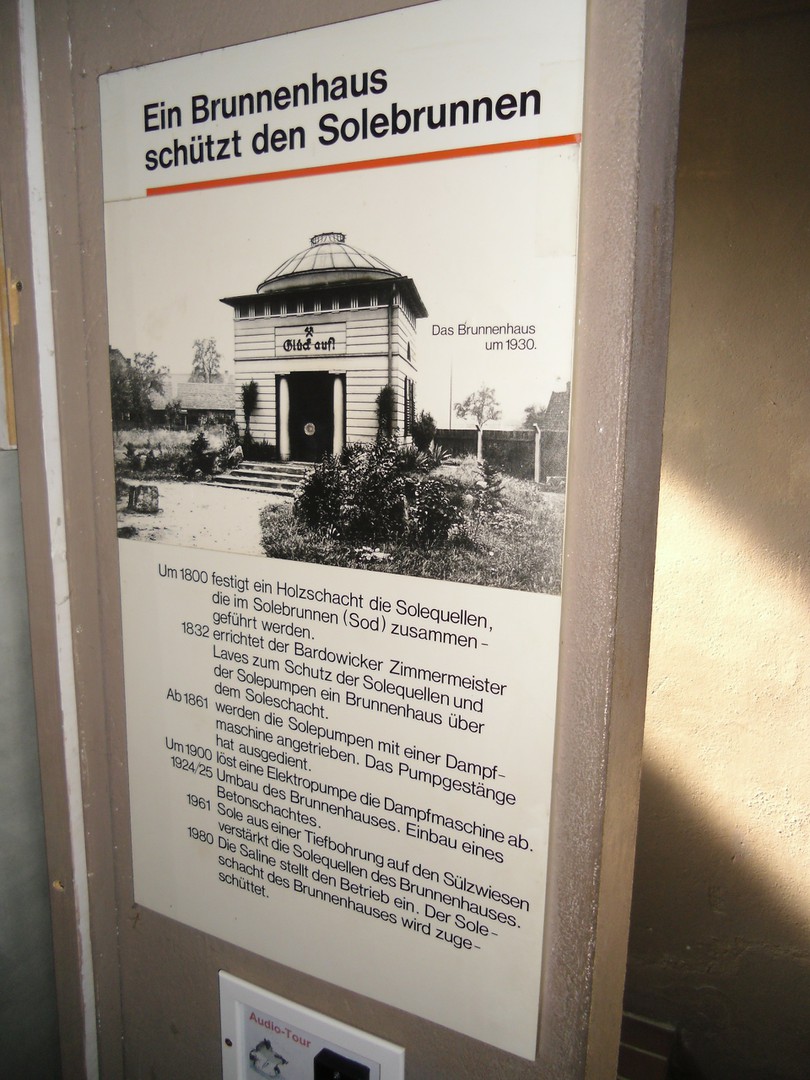 Ein Brunnenhaus
schützt den Solebrunnen
Glück auf!
Das Brunnenhaus
um 1930.
Um 1800 festigt ein Holzschacht die Solequellen,
die im Solebrunnen (Sod) zusammen-
geführt werden.
1832 errichtet der Bardowicker Zimmermeister
Laves zum Schutz der Solequellen und
der Solepumpen ein Brunnenhaus über
dem Soleschacht.
Ab 1861 werden die Solepumpen mit einer Dampf-
maschine angetrieben. Das Pumpgestänge
hat ausgedient.
Um 1900 löst eine Elektropumpe die Dampfmaschine ab.
1924/25 Umbau des Brunnenhauses. Einbau eines
Betonschachtes.
1961 Sole aus einer Tiefbohrung auf den Sülzwiesen
verstärkt die Solequellen des Brunnenhauses.
1980 Die Saline stellt den Betrieb ein. Der Sole-
schacht des Brunnenhauses wird zuge-
schüttet.
Audio-Tour